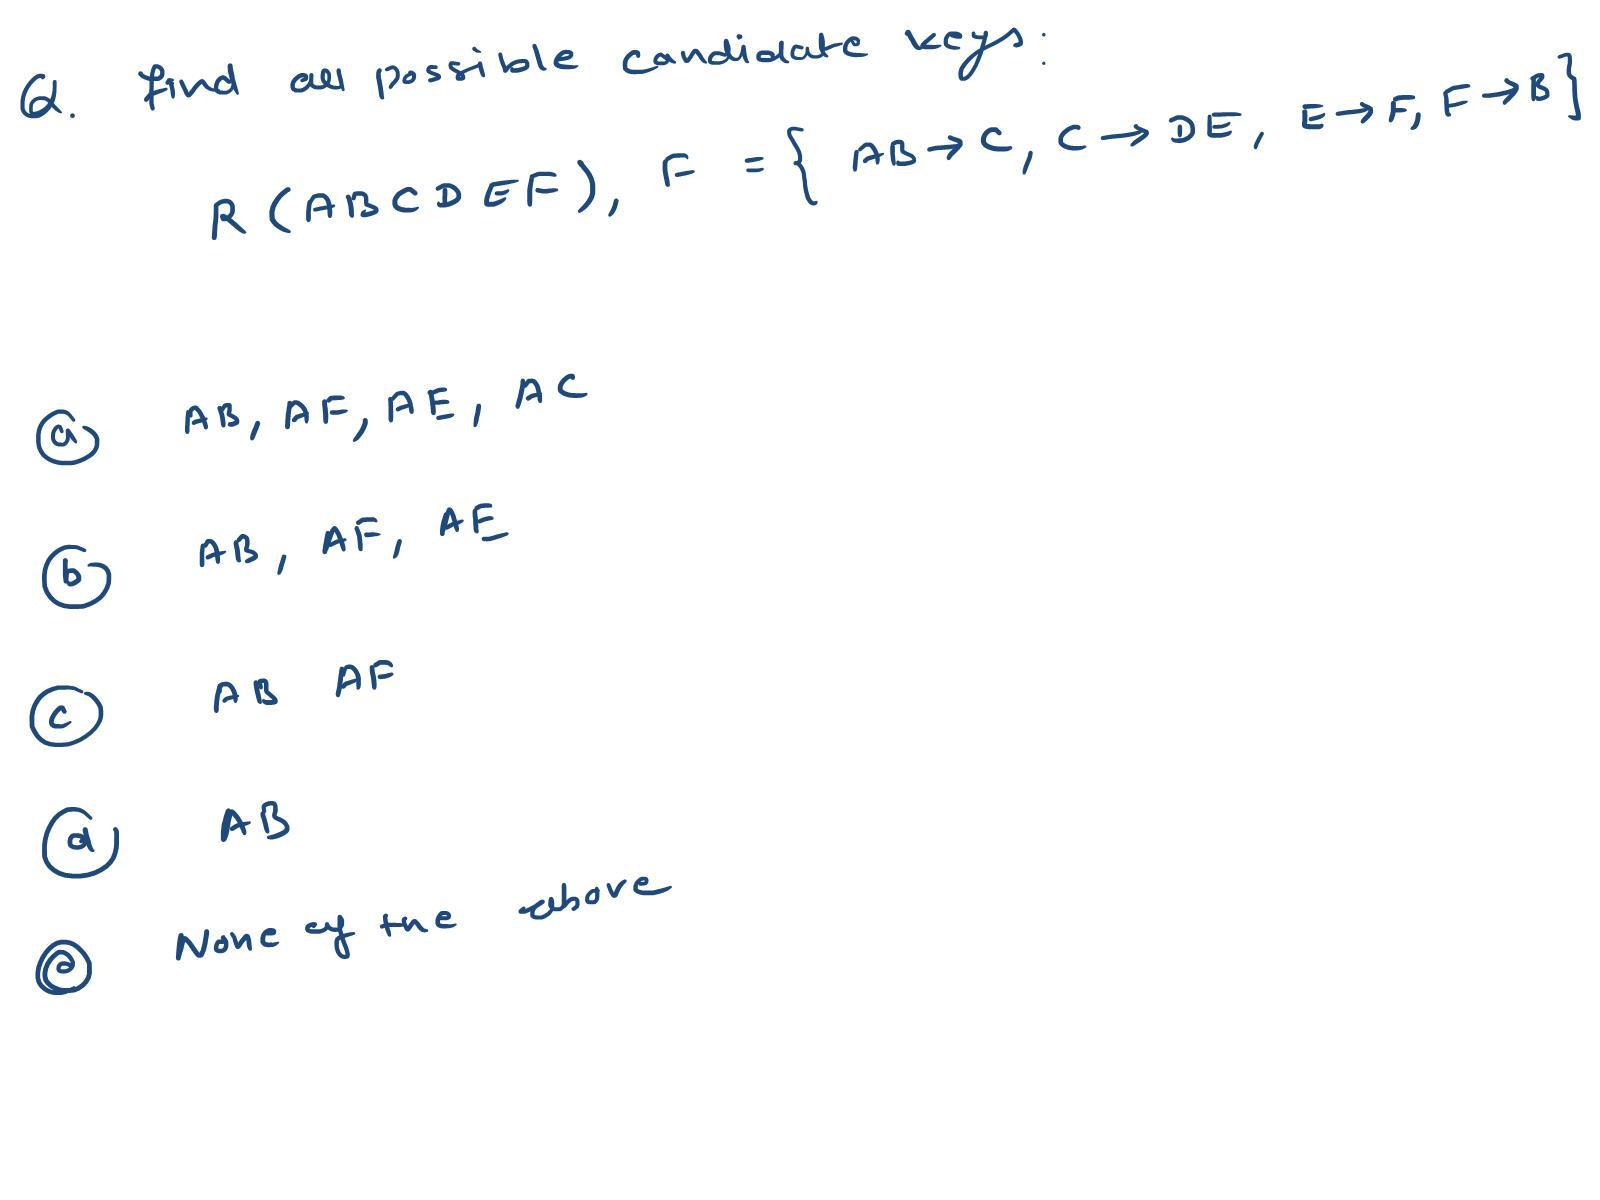 Q. Find all possible candidate keys:
R (ABCDEF), F = { AB → C, C → DE, E → F, F → B }
ⓐ AB, AF, AE, AC
ⓑ AB, AF, AE
ⓒ AB AF
ⓓ AB
ⓔ None of the above